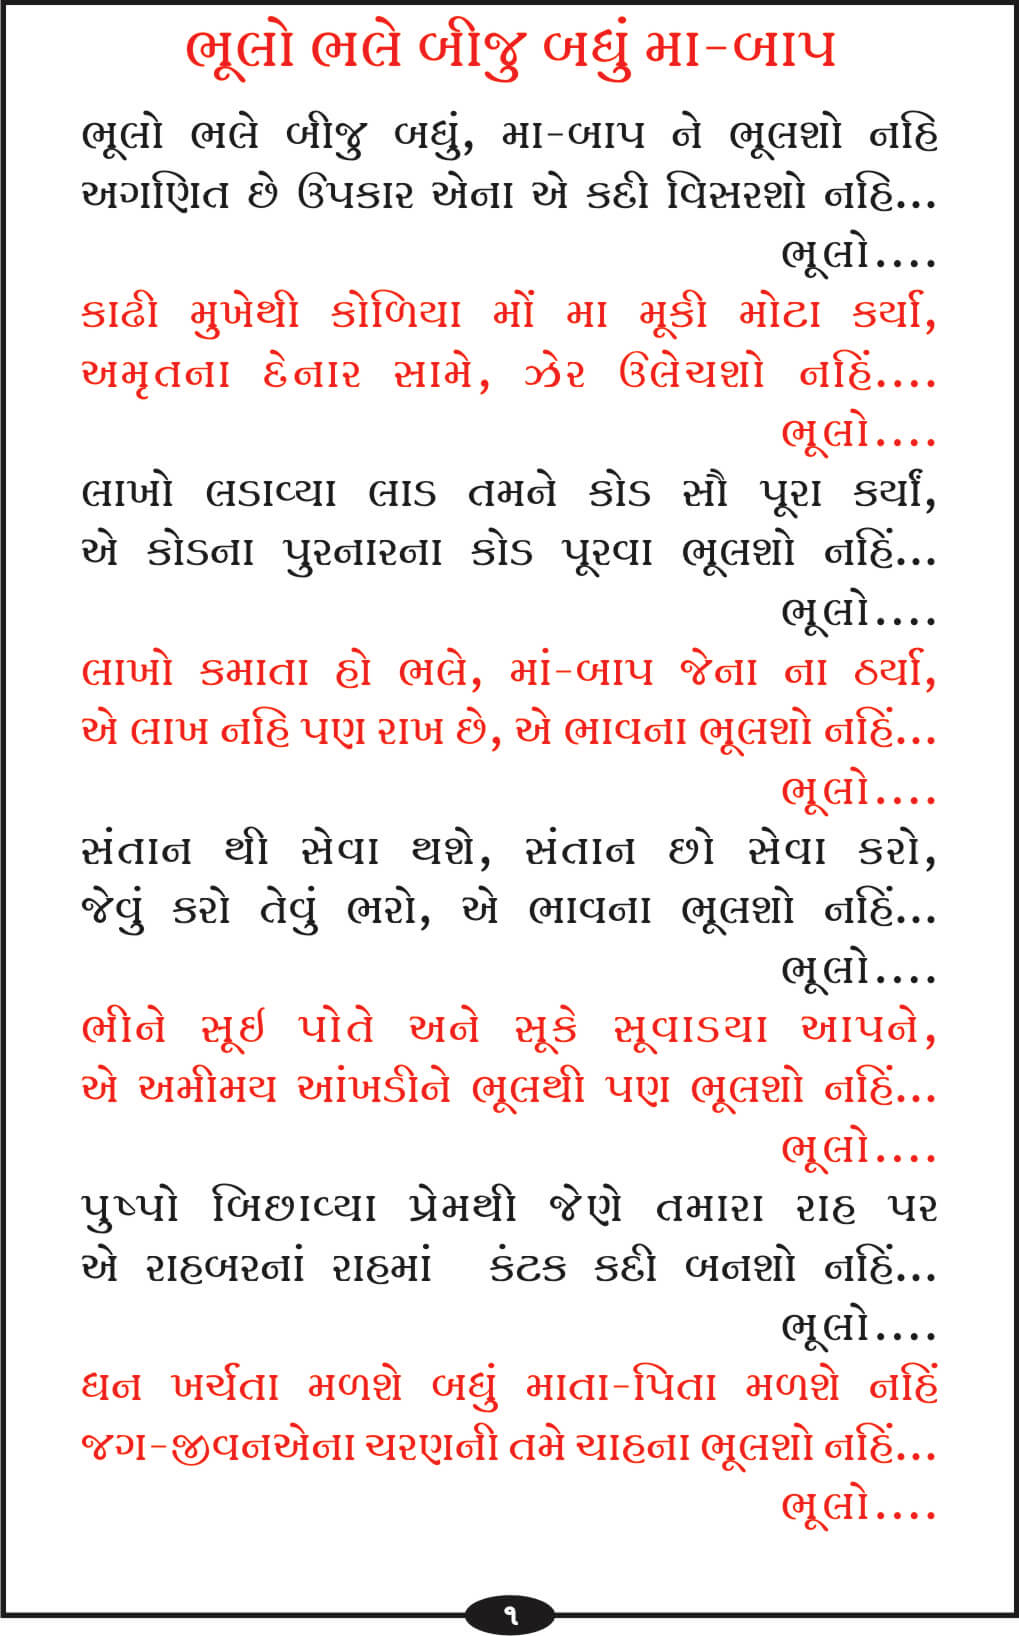 ભૂલો ભલે બીજુ બધું મા-બાપ
ભૂલો ભલે બીજુ બધું, મા-બાપ ને ભૂલશો નહિ
અગણિત છે ઉપકાર એના એ કદી વિસરશો નહિ...
ભૂલો....
કાઢી મુખેથી કોળિયા મોં મા મૂકી મોટા કર્યા,
અમૃતના દેનાર સામે, ઝેર ઉલેચશો નહિં....
ભૂલો....
લાખો લડાવ્યા લાડ તમને કોડ સૌ પૂરા કર્યાં,
એ કોડના પુરનારના કોડ પૂરવા ભૂલશો નહિં...
ભૂલો....
લાખો કમાતા હો ભલે, માં-બાપ જેના ના ઠર્યા,
એ લાખ નહિ પણ રાખ છે, એ ભાવના ભૂલશો નહિં...
ભૂલો....
સંતાન થી સેવા થશે, સંતાન છો સેવા કરો,
જેવું કરો તેવું ભરો, એ ભાવના ભૂલશો નહિં...
ભૂલો....
ભીને સૂઈ પોતે અને સૂકે સૂવાડયા આપને,
એ અમીમય આંખડીને ભૂલથી પણ ભૂલશો નહિં...
ભૂલો....
પુષ્પો બિછાવ્યા પ્રેમથી જેણે તમારા રાહ પર
એ રાહબરનાં રાહમાં કંટક કદી બનશો નહિં...
ભૂલો....
ધન ખર્ચતા મળશે બધું માતા-પિતા મળશે નહિં
જગ-જીવનએના ચરણની તમે ચાહના ભૂલશો નહિં...
ભૂલો....
૧